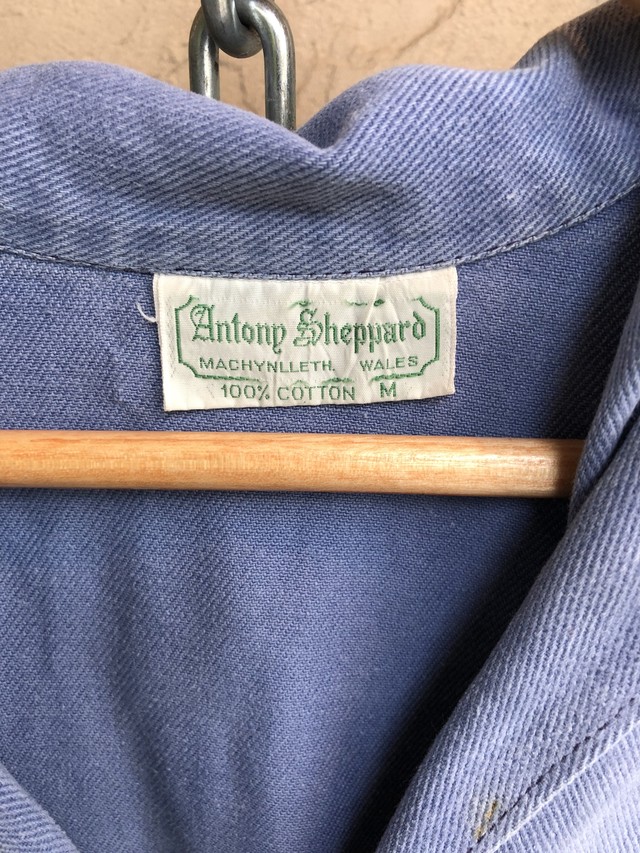 Antony Sheppard
MACHYNLLETH. WALES
100% COTTON M